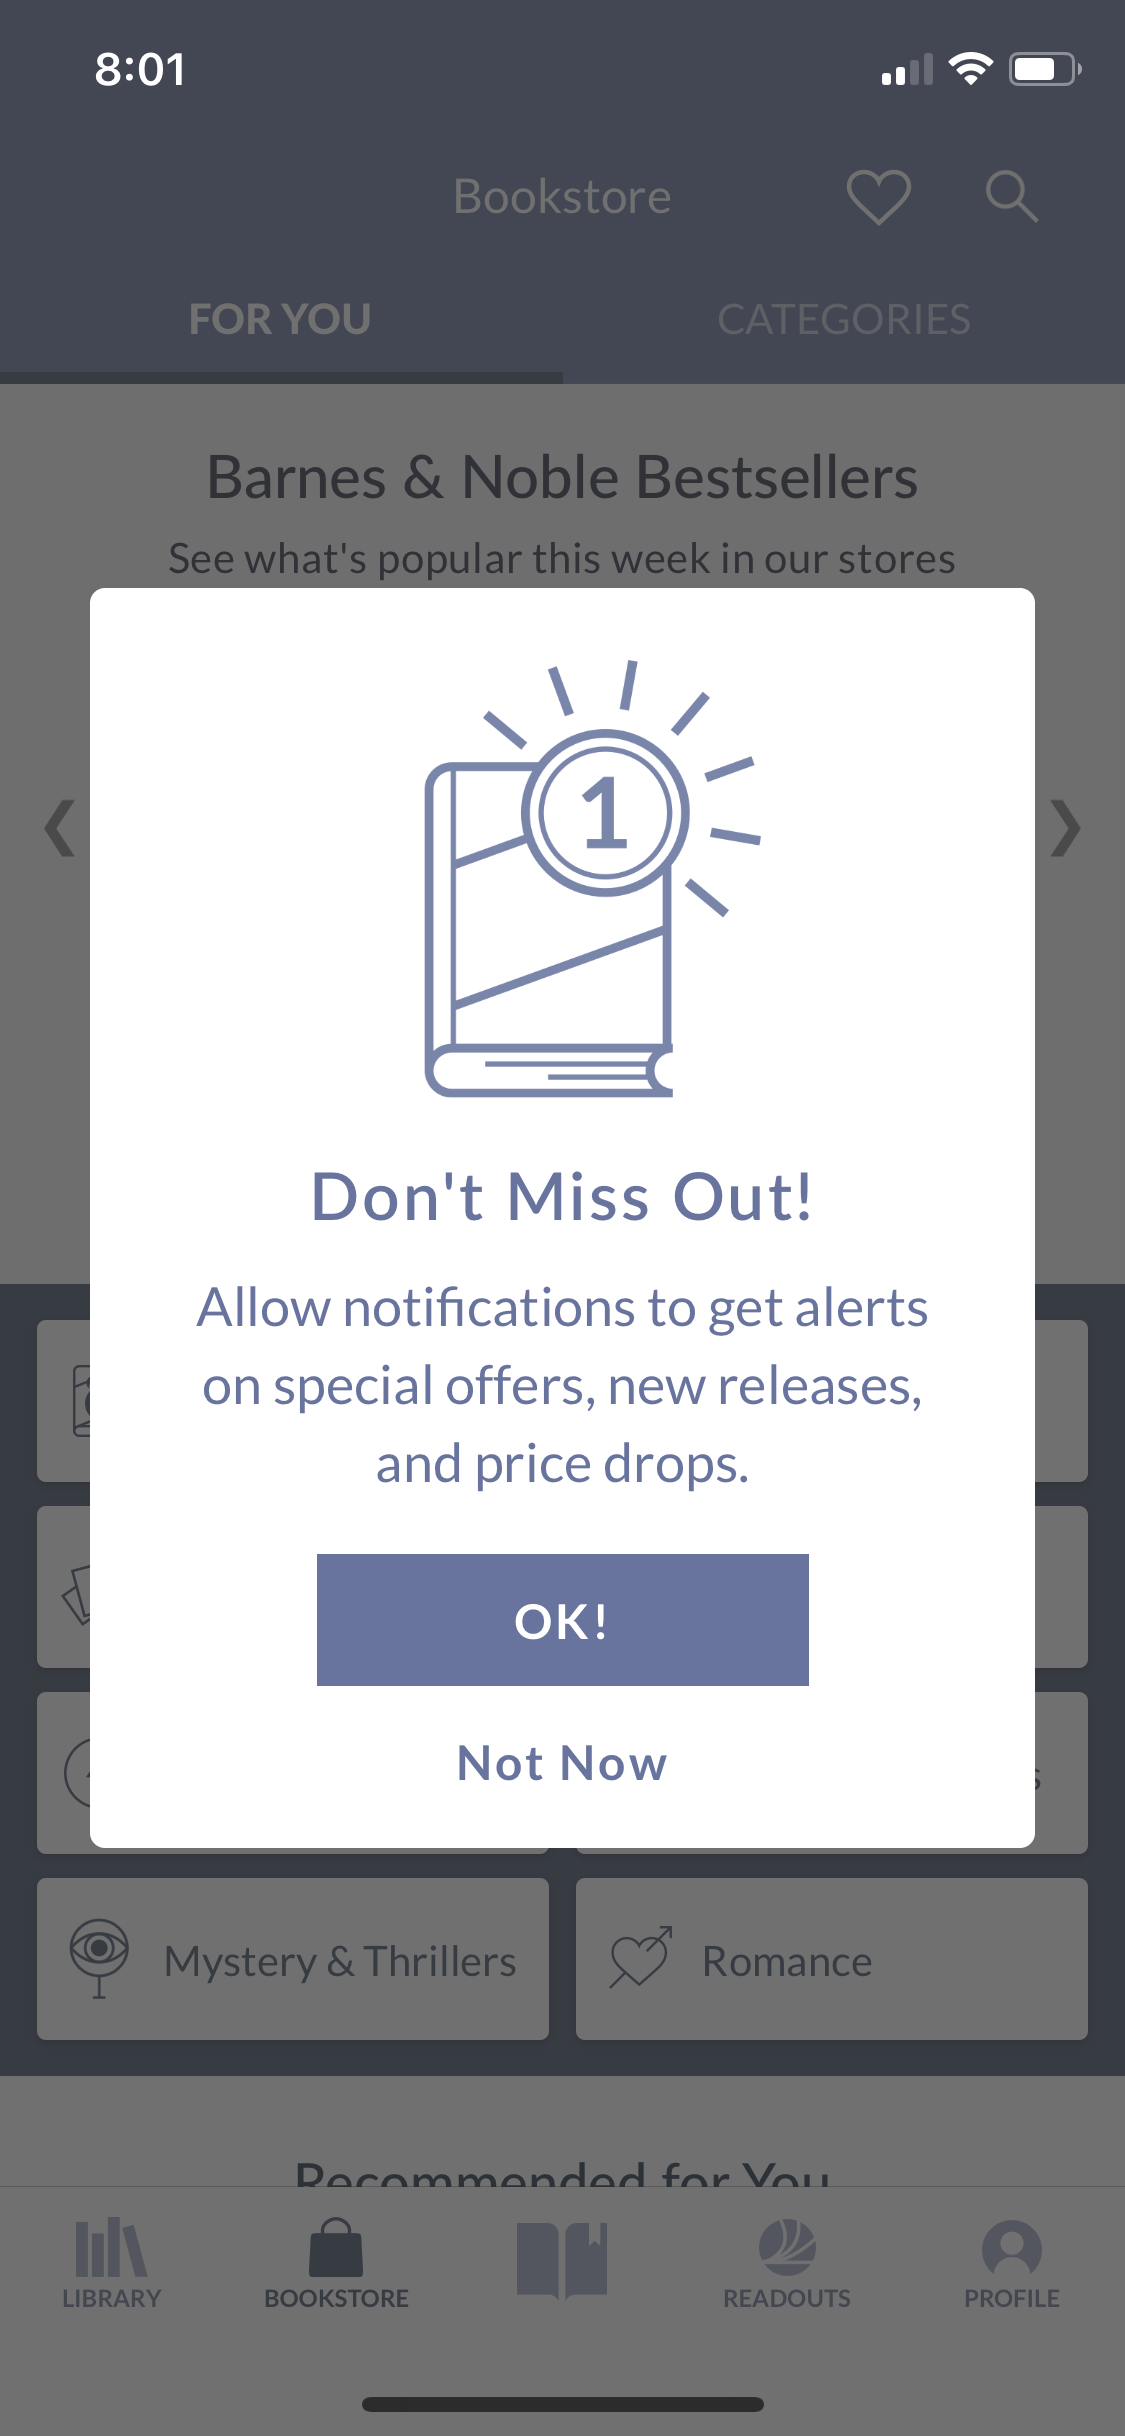 8:01
Bookstore
FOR YOU
CATEGORIES
Barnes & Noble Bestsellers
See what's popular this week in our stores
1
Don't Miss Out!
Allow notifications to get alerts
on special offers, new releases,
and price drops.
OK!
Not Now
Mystery & Thrillers
Romance
Recommended for You
LIBRARY
BOOKSTORE
READOUTS
PROFILE